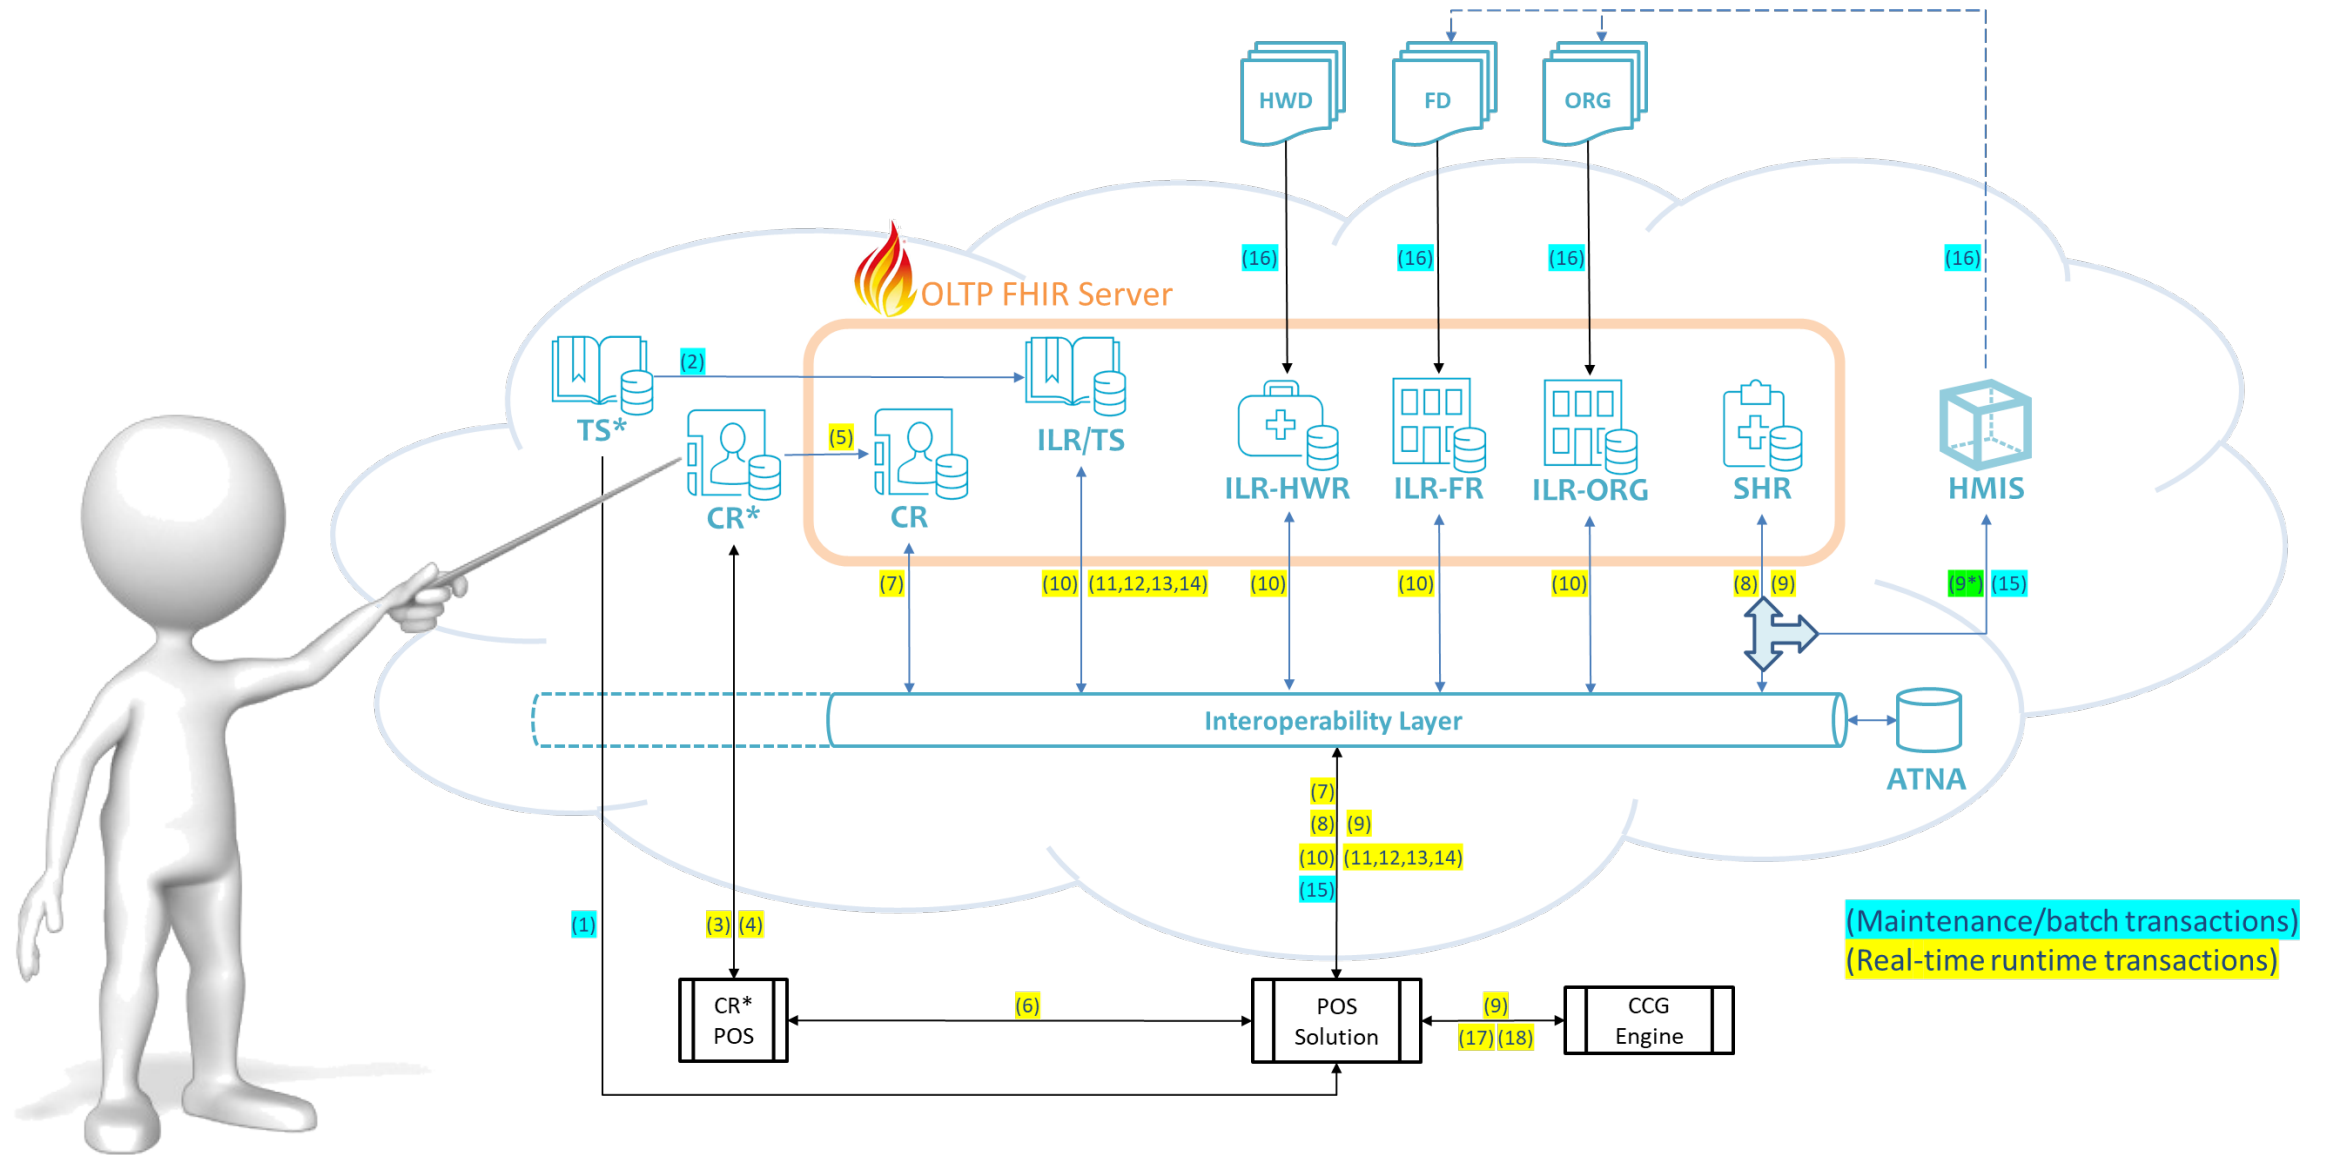 HWD
FD
ORG
(16)
(16)
(16)
(16)
OLTP FHIR Server
(2)
TS*
(5)
ILR/TS
CR*
CR
ILR-HWR
ILR-FR
ILR-ORG
SHR
HMIS
(7)
(10)
(11,12,13,14)
(10)
(10)
(10)
(8)
(9)
(9*)
(15)
Interoperability Layer
ATNA
(7)
(8) (9)
(10) (11,12,13,14)
(15)
(1)
(3) (4)
(Maintenance/batch transactions)
(Real-time runtime transactions)
CR*
POS
(6)
POS
Solution
(9)
(17) (18)
CCG
Engine